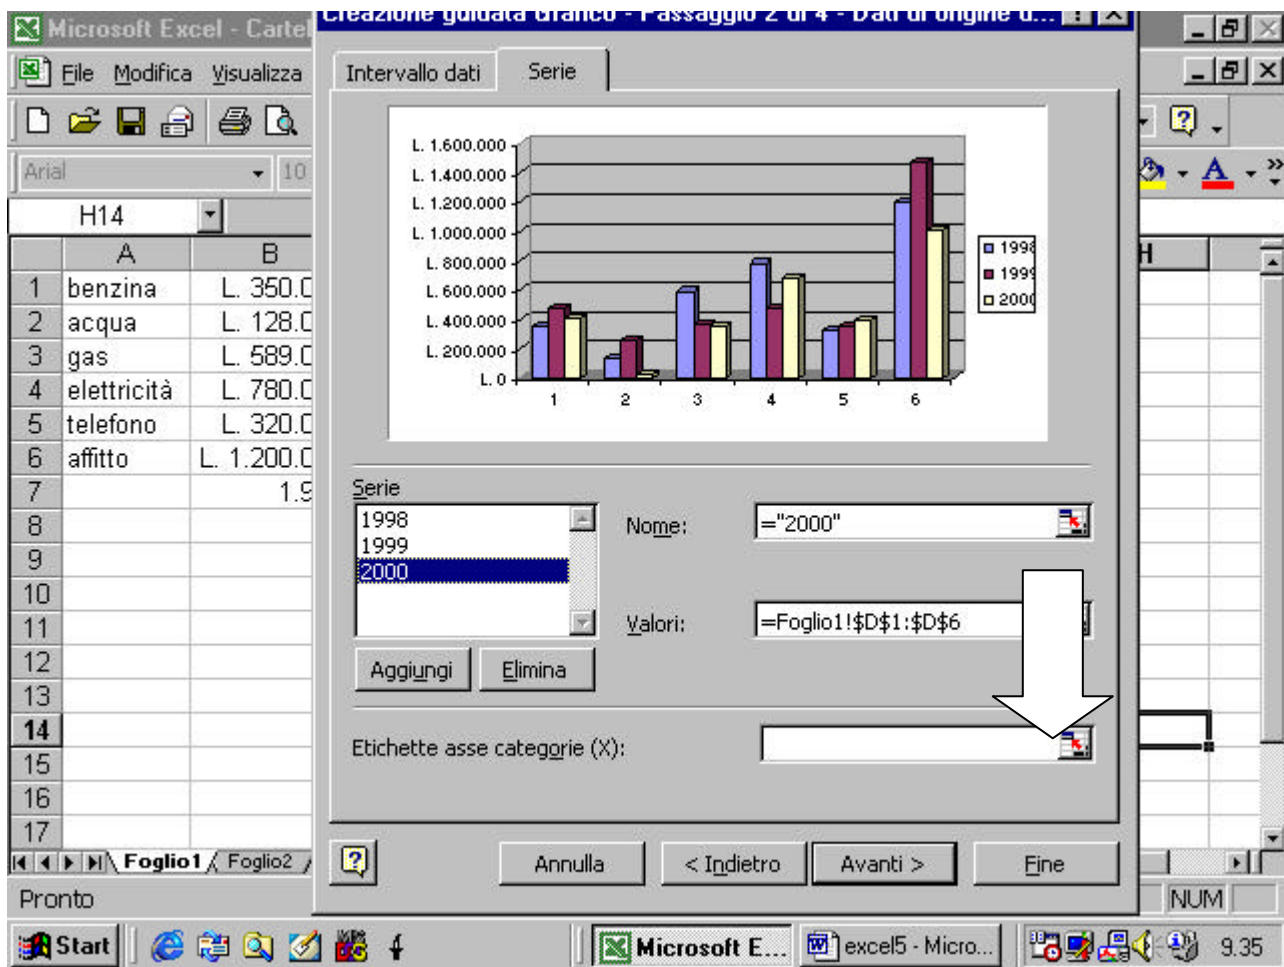 Microsoft Excel - Cartel
Creazione guidata Grafico - Passaggio 2 di 4 - Dati di origine d... ? X
File Modifica Visualizza
Intervallo dati Serie
Arial 10
H14
A B H
1 benzina L. 350.0
2 acqua L. 128.0
3 gas L. 589.0
4 elettricità L. 780.0
5 telefono L. 320.0
6 affitto L. 1.200.0
7 1.9
8
9
10
11
12
13
14
15
16
17
L. 1.600.000
L. 1.400.000
L. 1.200.000
L. 1.000.000
L. 800.000
L. 600.000
L. 400.000
L. 200.000
L. 0
1 2 3 4 5 6
1998
1999
2000
Serie
1998
1999
2000
Nome: ="2000"
Valori: =Foglio1!$D$1:$D$6
Aggiungi Elimina
Etichette asse categorie (X):
Annulla < Indietro Avanti > Fine
Foglio1 Foglio2
Pronto NUM
Start Microsoft E... excel5 - Micro... 9.35